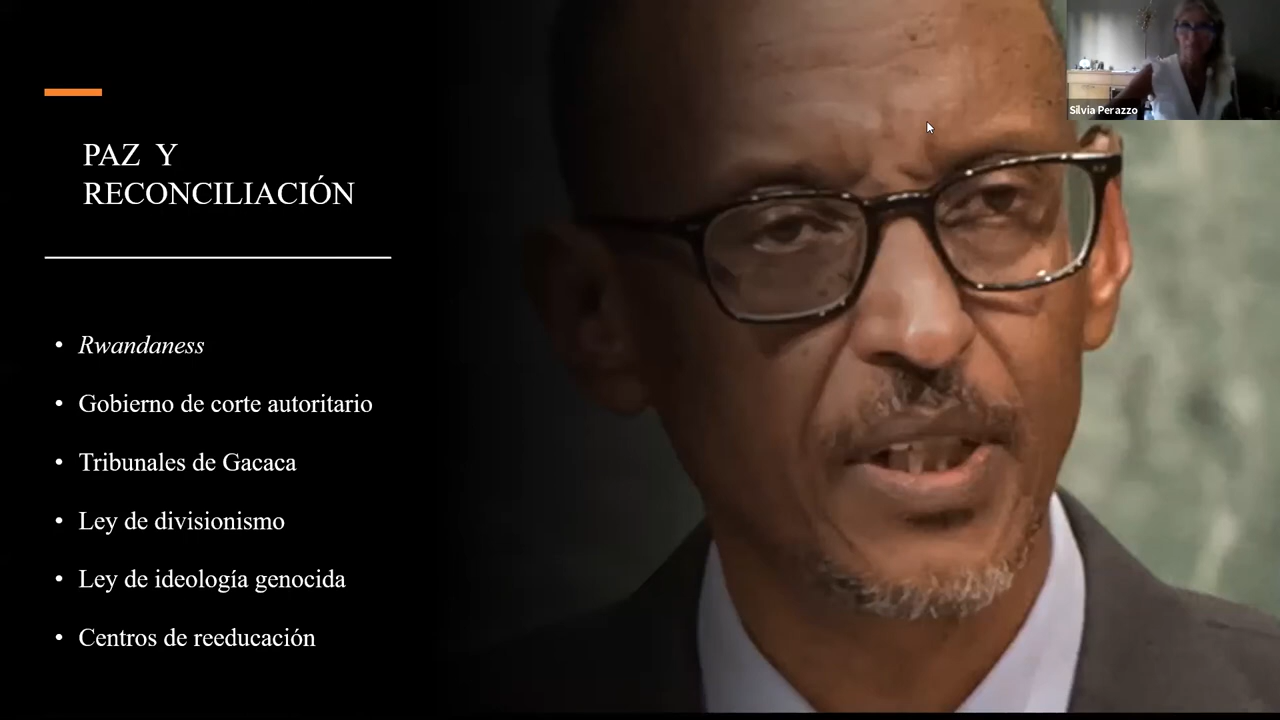 PAZ Y
RECONCILIACIÓN
Rwandaness
Gobierno de corte autoritario
Tribunales de Gacaca
Ley de divisionismo
Ley de ideología genocida
Centros de reeducación
Silvia Perazzo